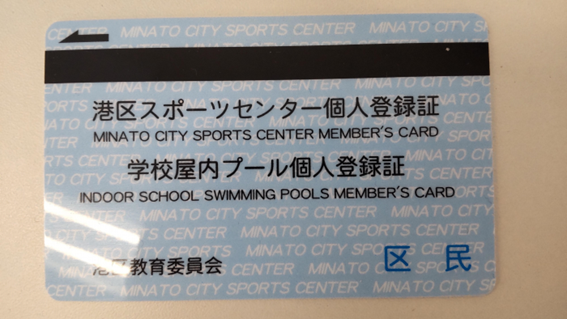 港区スポーツセンター個人登録証
MINATO CITY SPORTS CENTER MEMBER'S CARD
学校屋内プール個人登録証
INDOOR SCHOOL SWIMMING POOLS MEMBER'S CARD
港区教育委員会
区民